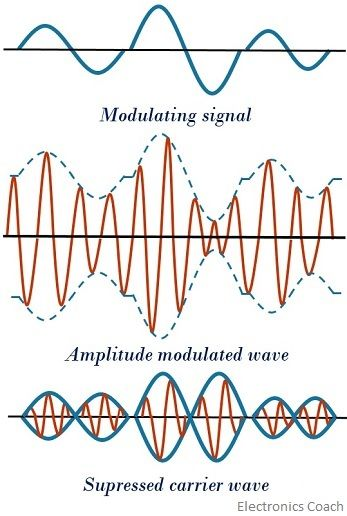 Modulating signal
Amplitude modulated wave
Supressed carrier wave
Electronics Coach